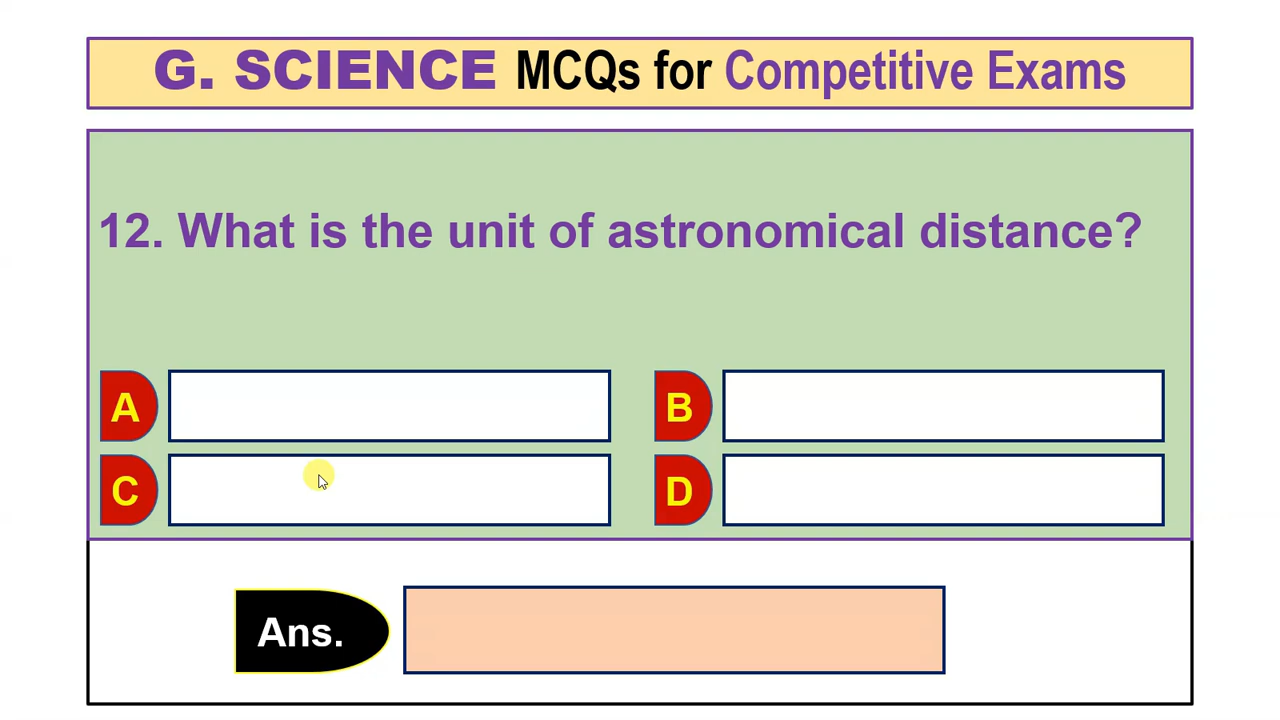 G. SCIENCE MCQs for Competitive Exams
12. What is the unit of astronomical distance?
A
B
C
D
Ans.